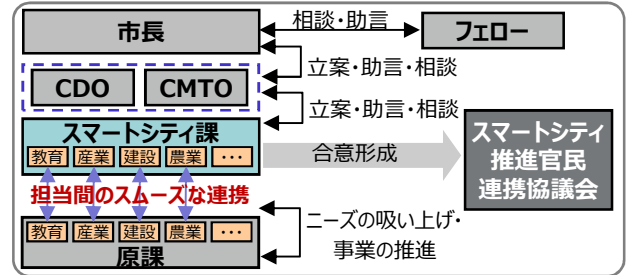 市長
相談・助言
フェロー
立案・助言・相談
CDO
CMTO
立案・助言・相談
スマートシティ課
教育 産業 建設 農業 ・・・
合意形成
スマートシティ
推進官民
連携協議会
担当間のスムーズな連携
教育 産業 建設 農業 ・・・
原課
ニーズの吸い上げ・
事業の推進